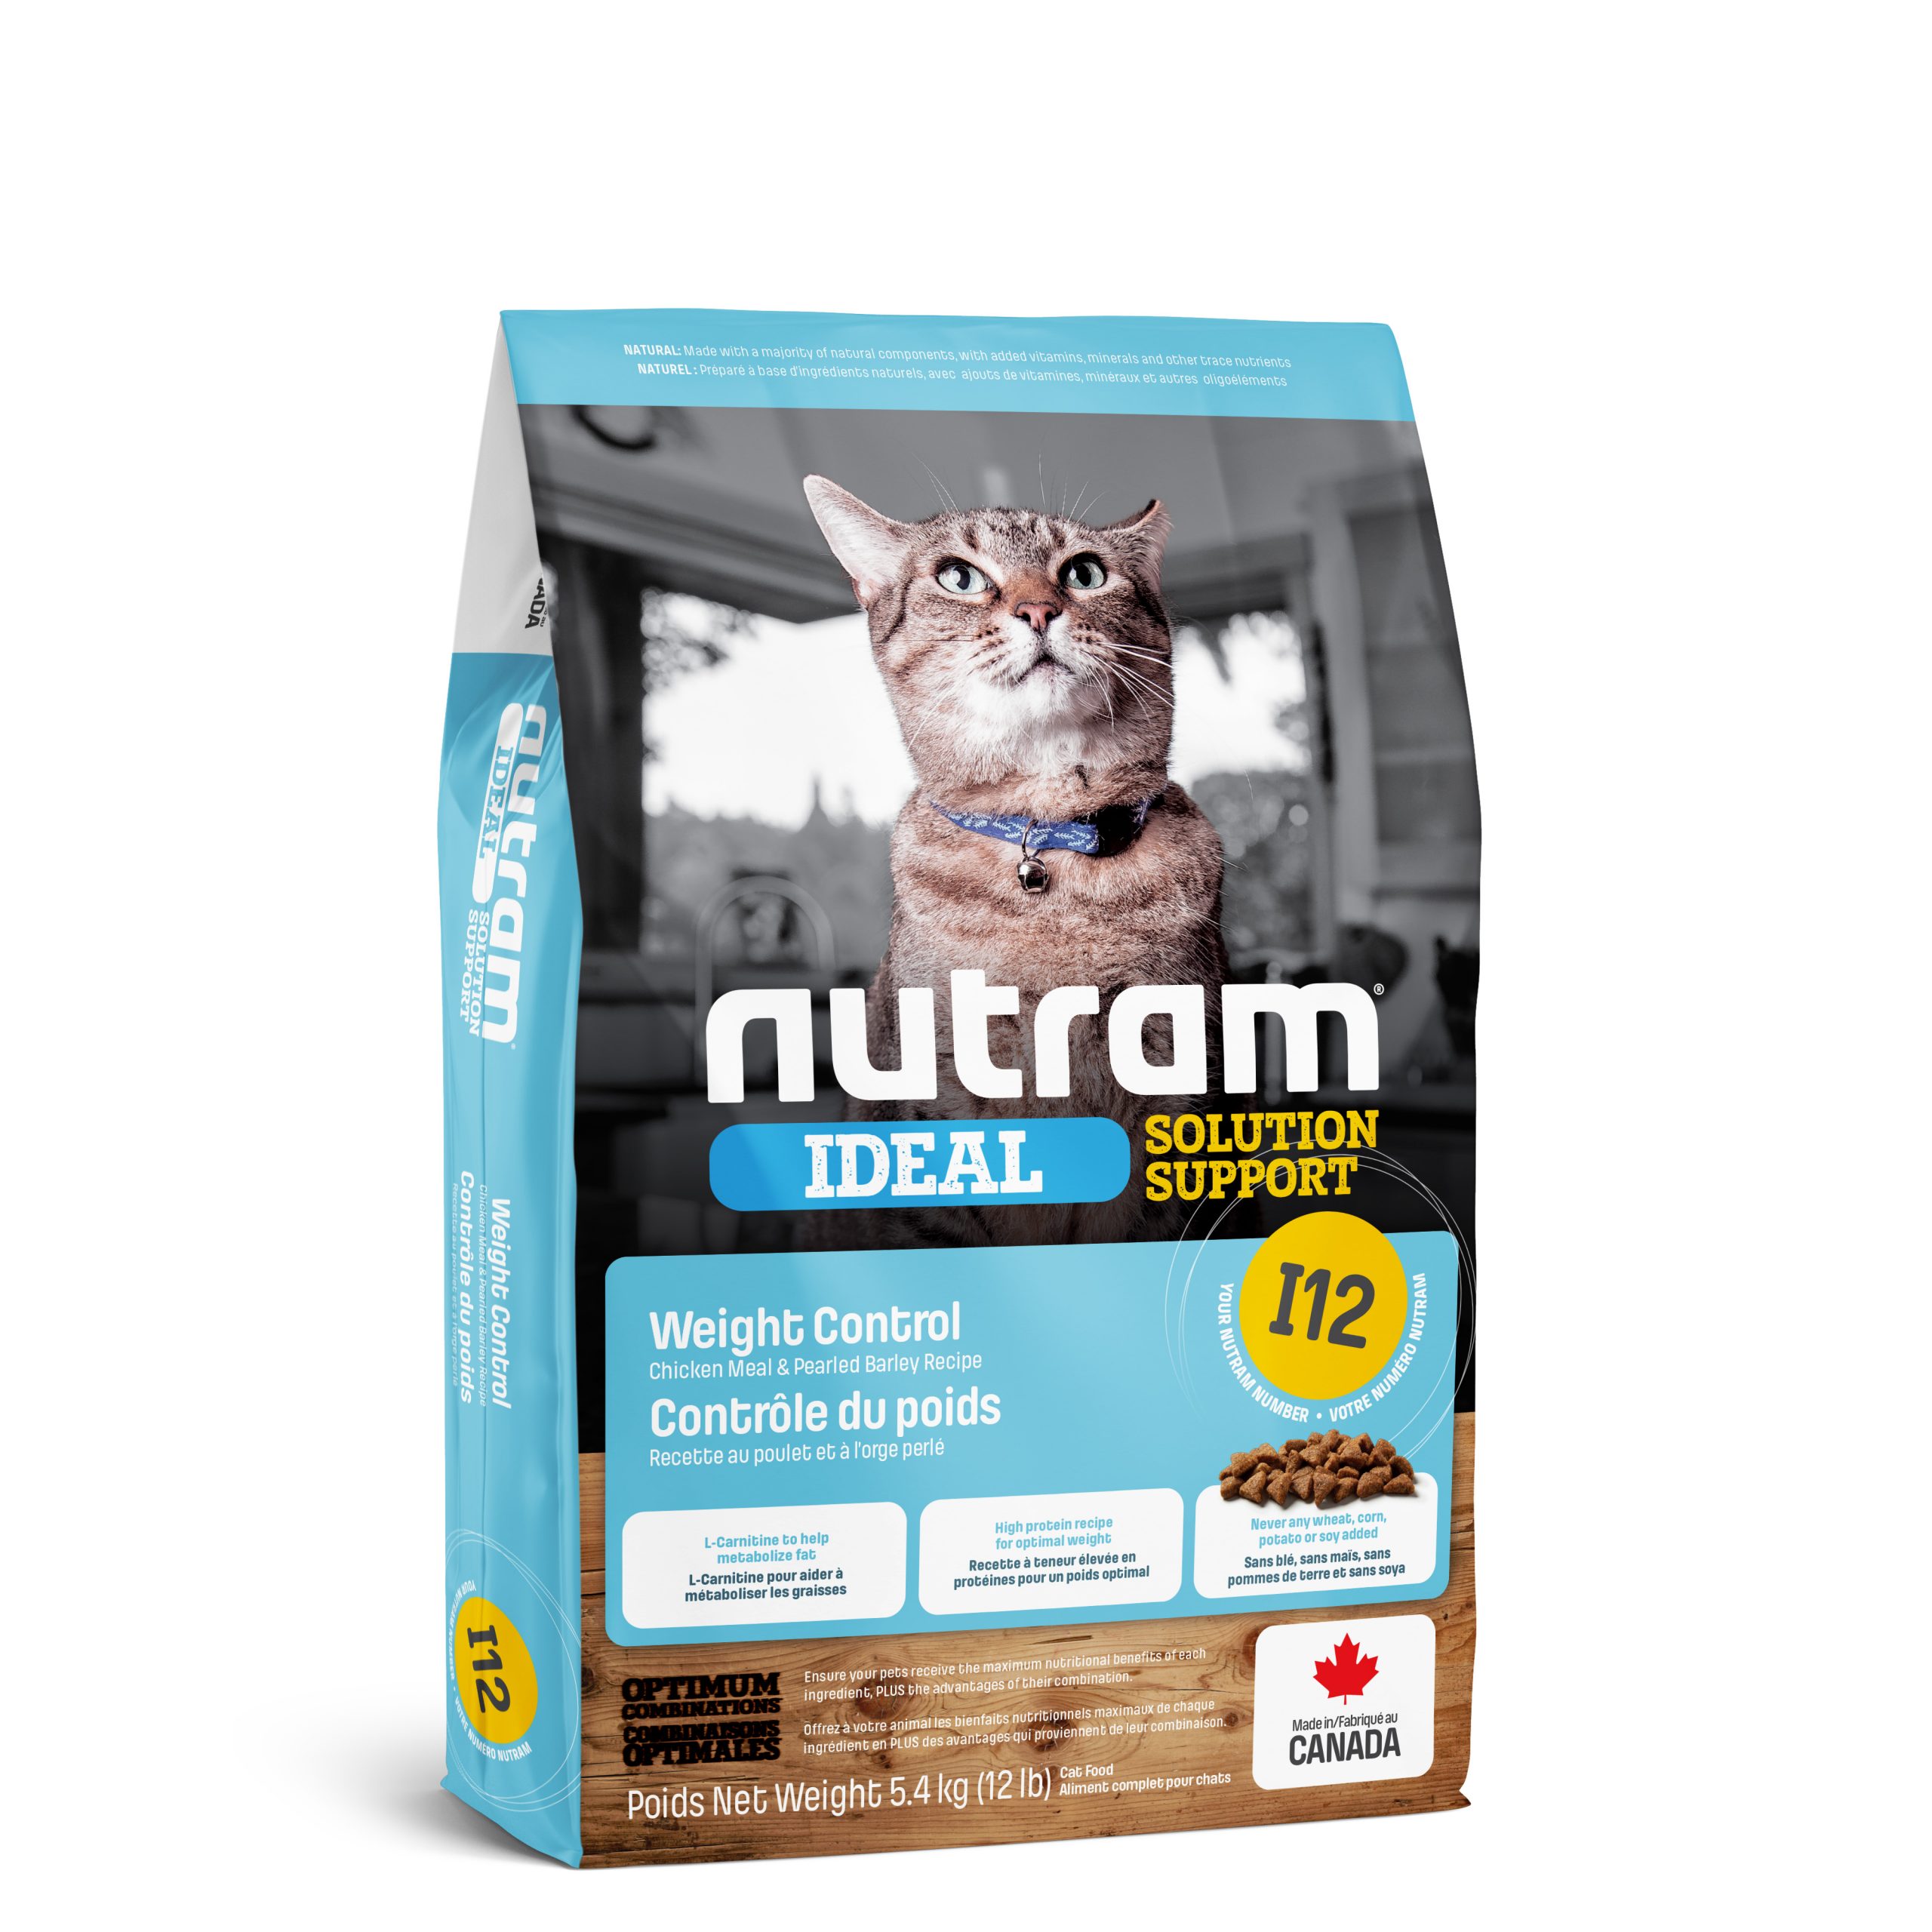 NATURAL: Made with a majority of natural components, with added vitamins, minerals and other trace nutrients
NATUREL : Préparé à base d'ingrédients naturels, avec ajouts de vitamines, minéraux et autres oligoéléments
nutram®
IDEAL
SOLUTION
SUPPORT
I12
YOUR NUTRAM NUMBER • VOTRE NUMÉRO NUTRAM
Weight Control
Chicken Meal & Pearled Barley Recipe
Contrôle du poids
Recette au poulet et à l'orge perlé
L-Carnitine to help
metabolize fat
L-Carnitine pour aider à
métaboliser les graisses
High protein recipe
for optimal weight
Recette à teneur élevée en
protéines pour un poids optimal
Never any wheat, corn,
potato or soy added
Sans blé, sans maïs, sans
pommes de terre et sans soya
OPTIMUM
COMBINATIONS
COMBINAISONS
OPTIMALES
Ensure your pets receive the maximum nutritional benefits of each
ingredient, PLUS the advantages of their combination.
Offrez à votre animal les bienfaits nutritionnels maximaux de chaque
ingrédient en PLUS des avantages qui proviennent de leur combinaison.
Poids Net Weight 5.4 kg (12 lb)
Cat Food
Aliment complet pour chats
Made in/Fabriqué au
CANADA
nutram
IDEAL
SOLUTION
SUPPORT
Weight Control
Chicken Meal & Pearled Barley Recipe
Contrôle du poids
Recette au poulet et à l'orge perlé
I12
YOUR NUTRAM NUMBER • VOTRE NUMÉRO NUTRAM